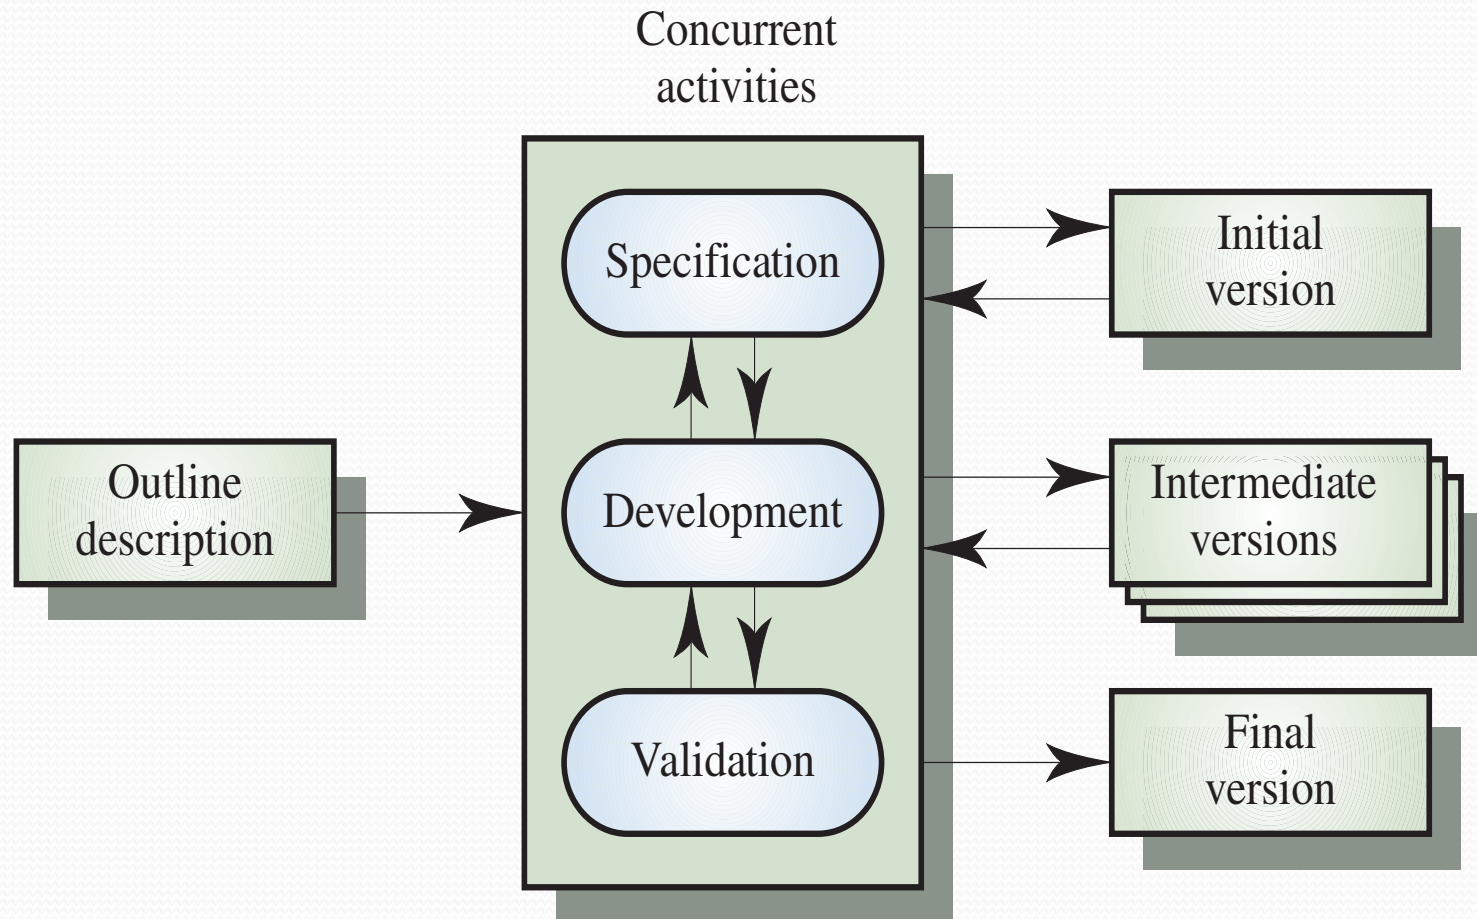 Concurrent
activities
Specification
Initial
version
Outline
description
Development
Intermediate
versions
Validation
Final
version